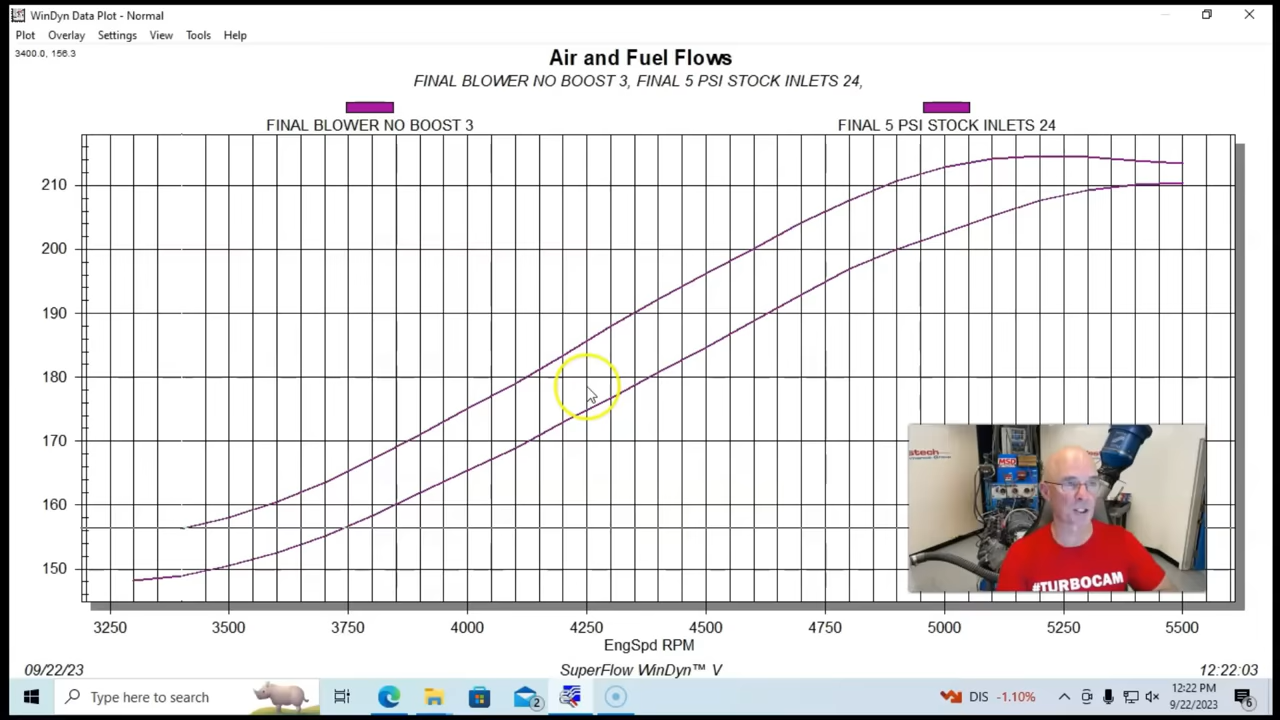 WinDyn Data Plot - Normal
Plot Overlay Settings View Tools Help
3400.0, 156.3
Air and Fuel Flows
FINAL BLOWER NO BOOST 3, FINAL 5 PSI STOCK INLETS 24,
FINAL BLOWER NO BOOST 3 FINAL 5 PSI STOCK INLETS 24
210
200
190
180
170
160
150
3250 3500 3750 4000 4250 4500 4750 5000 5250 5500
EngSpd RPM
MSD
#TURBOCAM
09/22/23 SuperFlow WinDyn™ V 12:22:03
Type here to search 2 DIS -1.10% 12:22 PM
9/22/2023 6